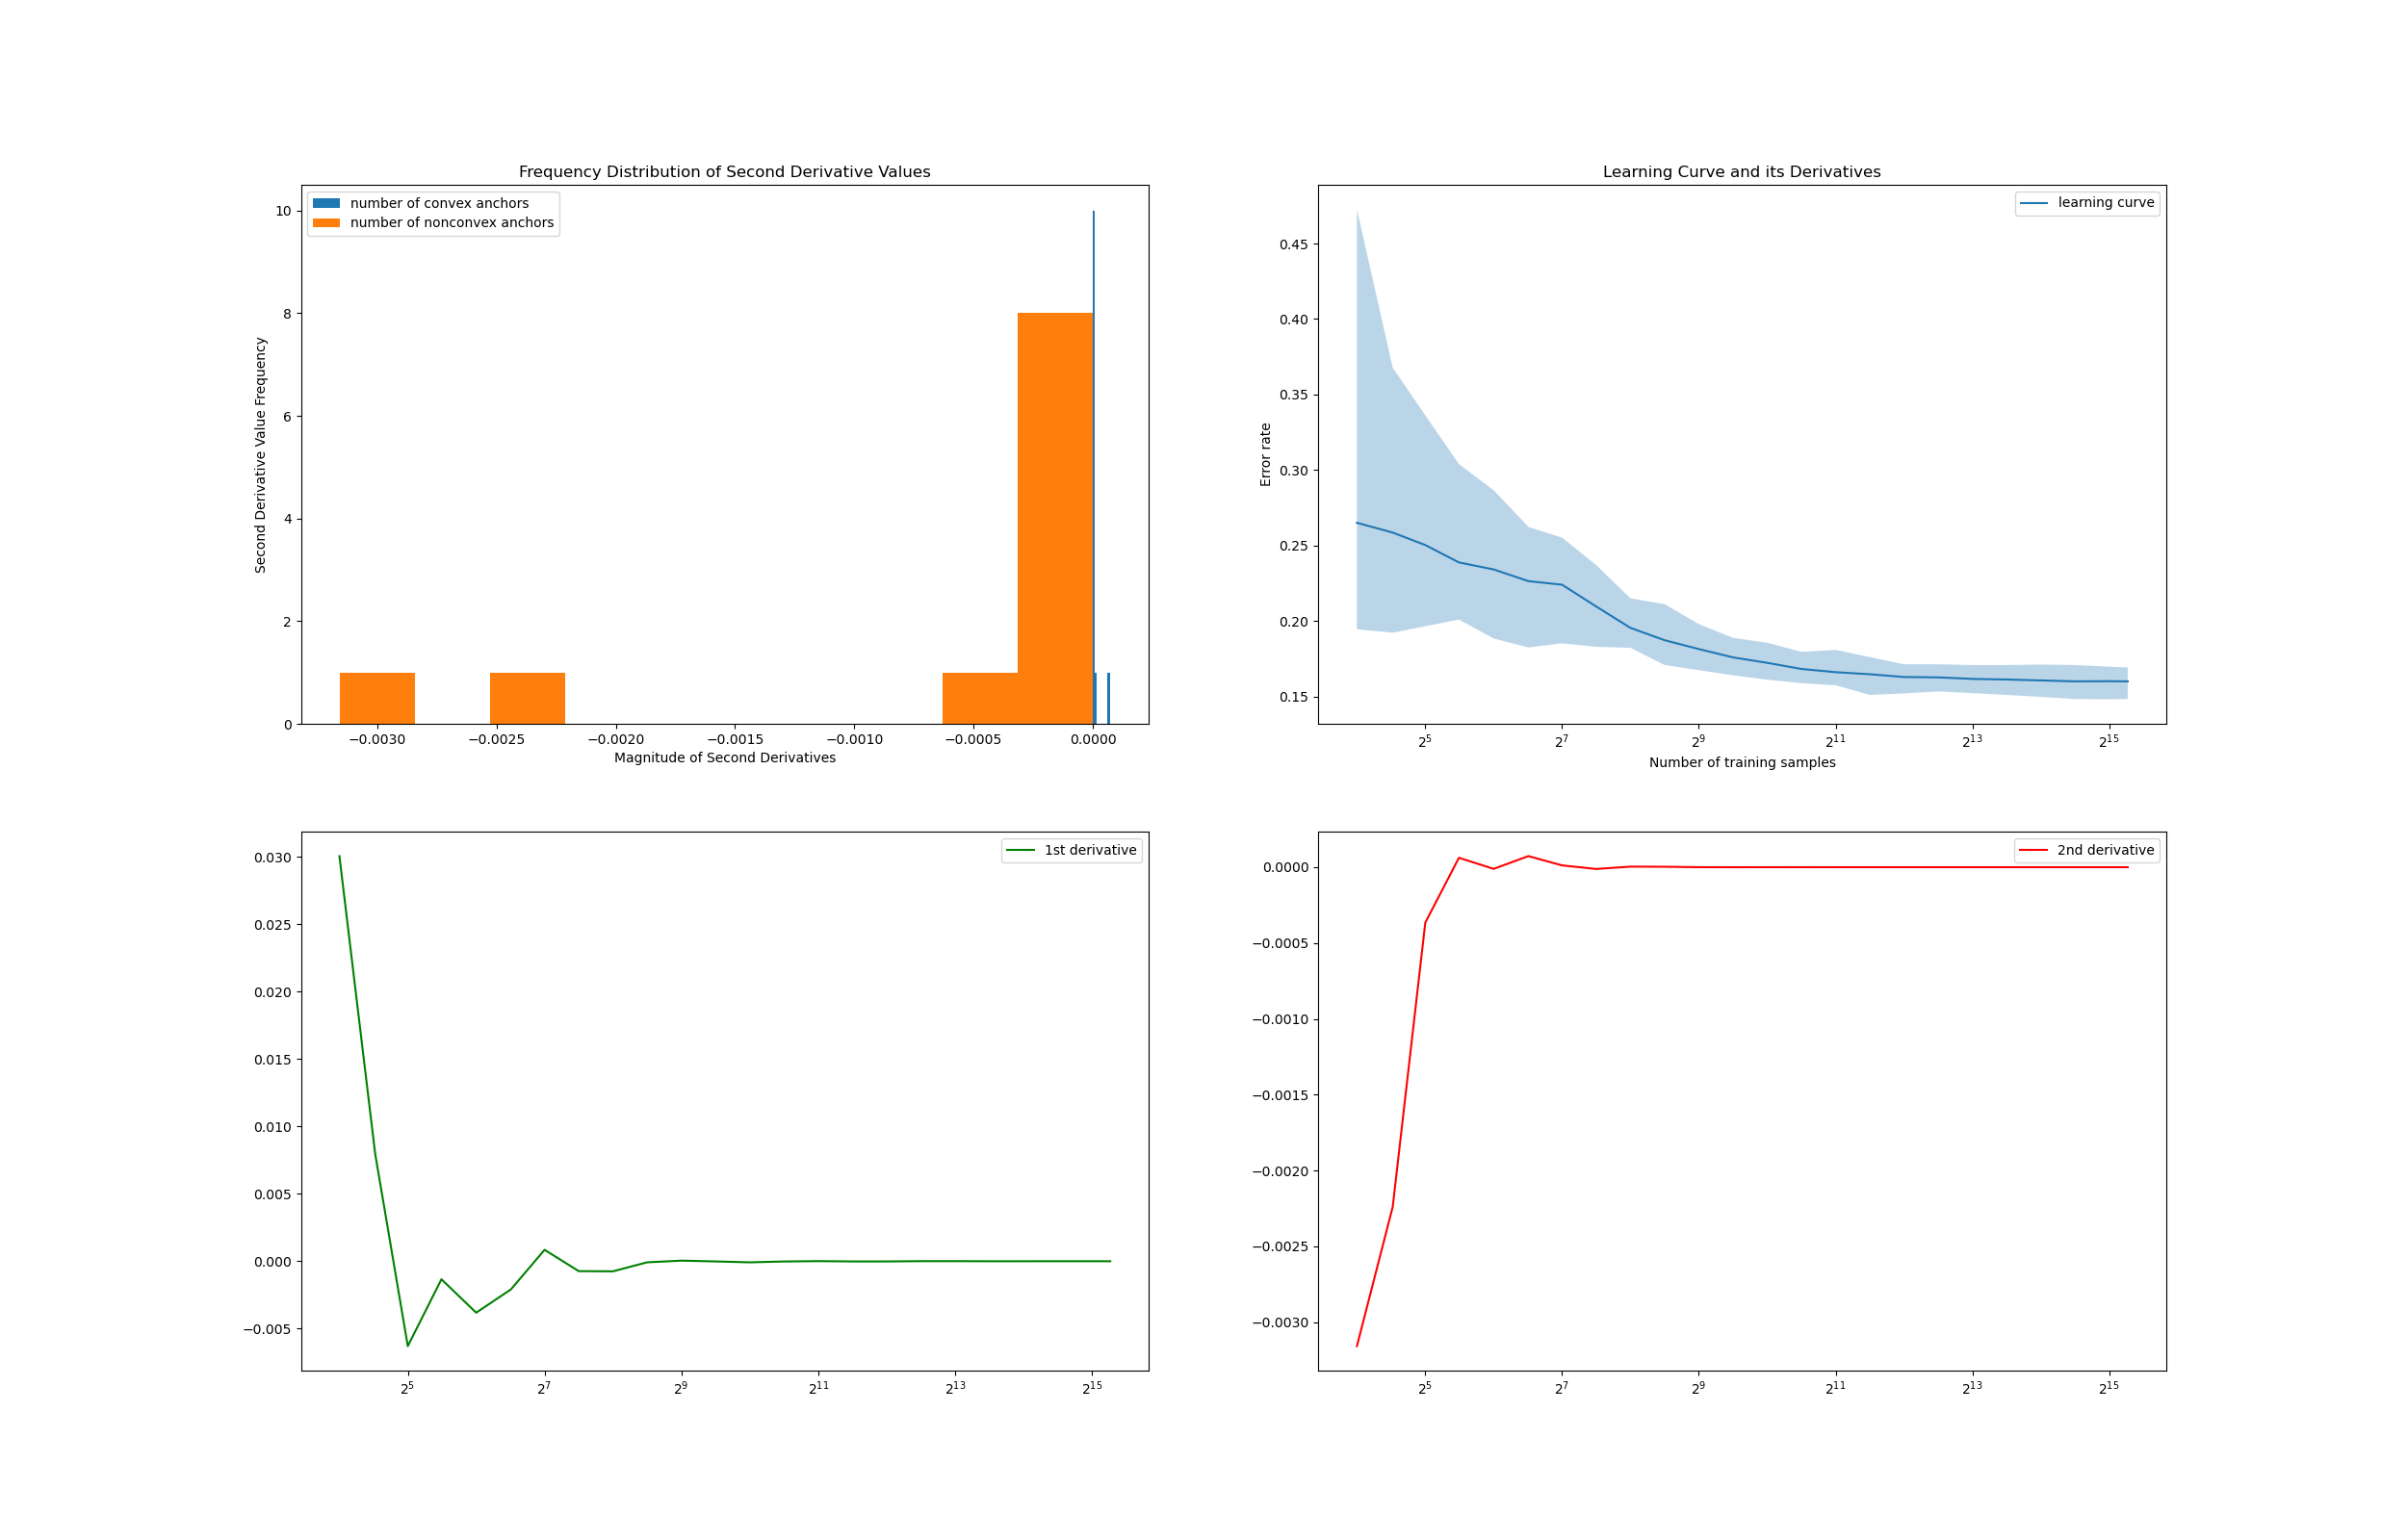 Frequency Distribution of Second Derivative Values
number of convex anchors
number of nonconvex anchors
10
8
6
4
2
0
Second Derivative Value Frequency
−0.0030 −0.0025 −0.0020 −0.0015 −0.0010 −0.0005 0.0000
Magnitude of Second Derivatives
Learning Curve and its Derivatives
learning curve
0.45
0.40
0.35
0.30
0.25
0.20
0.15
Error rate
2^5 2^7 2^9 2^11 2^13 2^15
Number of training samples
1st derivative
0.030
0.025
0.020
0.015
0.010
0.005
0.000
−0.005
2^5 2^7 2^9 2^11 2^13 2^15
2nd derivative
0.0000
−0.0005
−0.0010
−0.0015
−0.0020
−0.0025
−0.0030
2^5 2^7 2^9 2^11 2^13 2^15